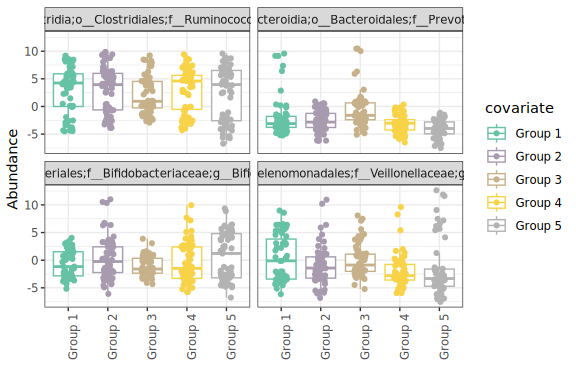 ridia;o__Clostridiales;f__Ruminococ
cteroidia;o__Bacteroidales;f__Prevot
covariate
Group 1
Group 2
Group 3
Group 4
Group 5
Abundance
10
5
0
-5
eriales;f__Bifidobacteriaceae;g__Bifi
elenomonadales;f__Veillonellaceae;g
10
5
0
-5
Group 1
Group 2
Group 3
Group 4
Group 5
Group 1
Group 2
Group 3
Group 4
Group 5